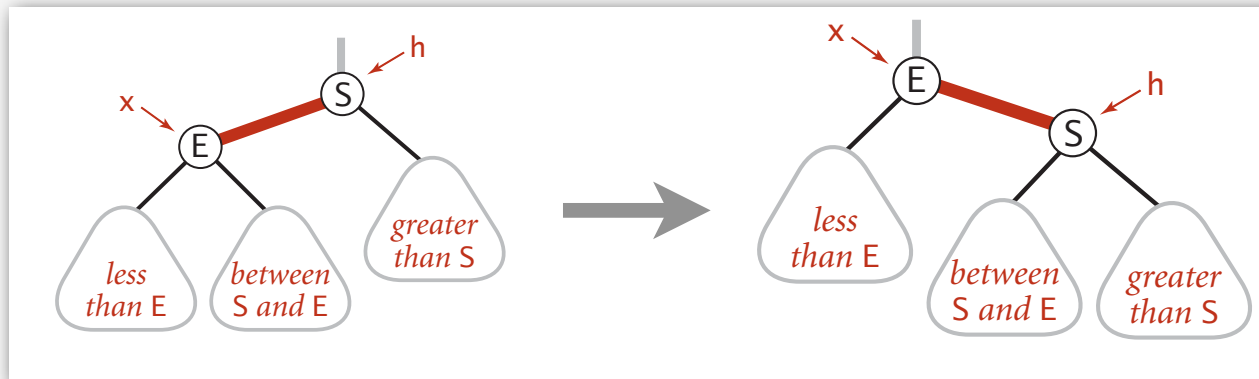 h
S
x
E
less
than E
between
S and E
greater
than S
x
E
h
S
less
than E
between
S and E
greater
than S